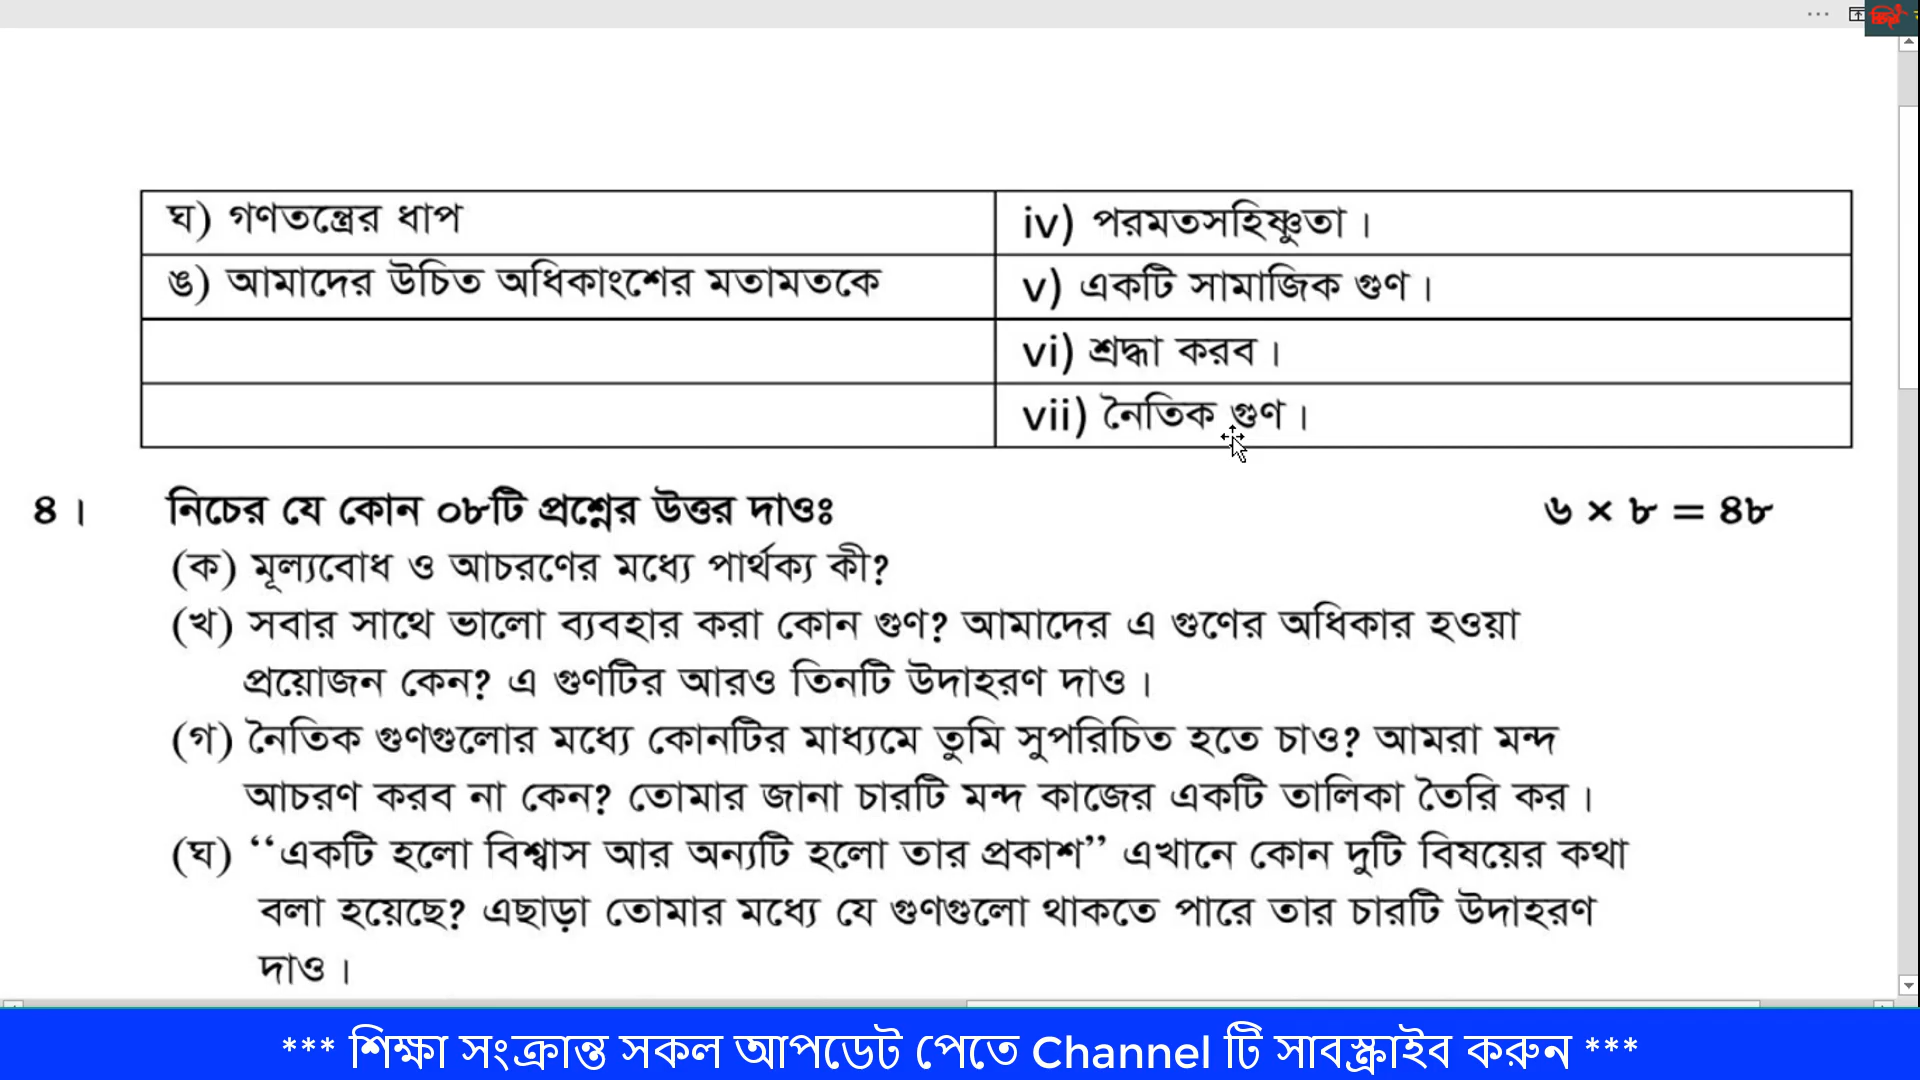 ঘ) গণতন্ত্রের ধাপ iv) পরমতসহিষ্ণুতা।
ঙ) আমাদের উচিত অধিকাংশের মতামতকে v) একটি সামাজিক গুণ।
vi) শ্রদ্ধা করব।
vii) নৈতিক গুণ।
৪। নিচের যে কোন ০৮টি প্রশ্নের উত্তর দাওঃ ৬ × ৮ = ৪৮
(ক) মূল্যবোধ ও আচরণের মধ্যে পার্থক্য কী?
(খ) সবার সাথে ভালো ব্যবহার করা কোন গুণ? আমাদের এ গুণের অধিকার হওয়া
প্রয়োজন কেন? এ গুণটির আরও তিনটি উদাহরণ দাও।
(গ) নৈতিক গুণগুলোর মধ্যে কোনটির মাধ্যমে তুমি সুপরিচিত হতে চাও? আমরা মন্দ
আচরণ করব না কেন? তোমার জানা চারটি মন্দ কাজের একটি তালিকা তৈরি কর।
(ঘ) “একটি হলো বিশ্বাস আর অন্যটি হলো তার প্রকাশ” এখানে কোন দুটি বিষয়ের কথা
বলা হয়েছে? এছাড়া তোমার মধ্যে যে গুণগুলো থাকতে পারে তার চারটি উদাহরণ
দাও।
*** শিক্ষা সংক্রান্ত সকল আপডেট পেতে Channel টি সাবস্ক্রাইব করুন ***